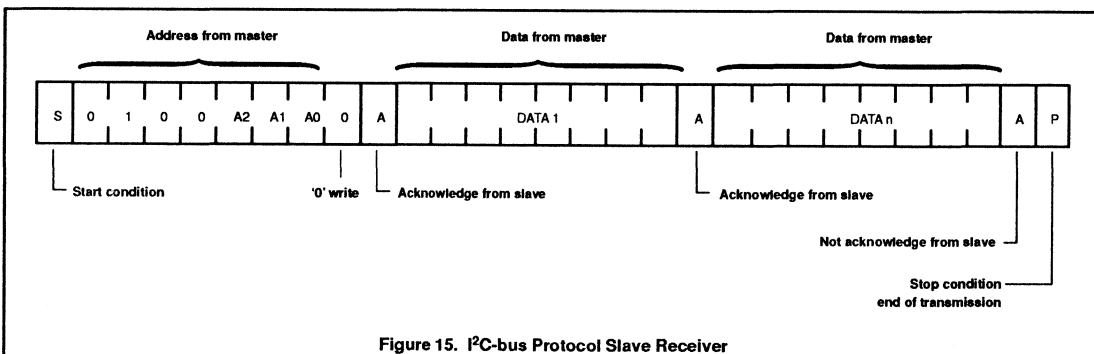 Address from master Data from master Data from master
S 0 1 0 0 A2 A1 A0 0 A DATA 1 A DATA n A P
Start condition '0' write Acknowledge from slave Acknowledge from slave
Not acknowledge from slave
Stop condition
end of transmission
Figure 15. I²C-bus Protocol Slave Receiver